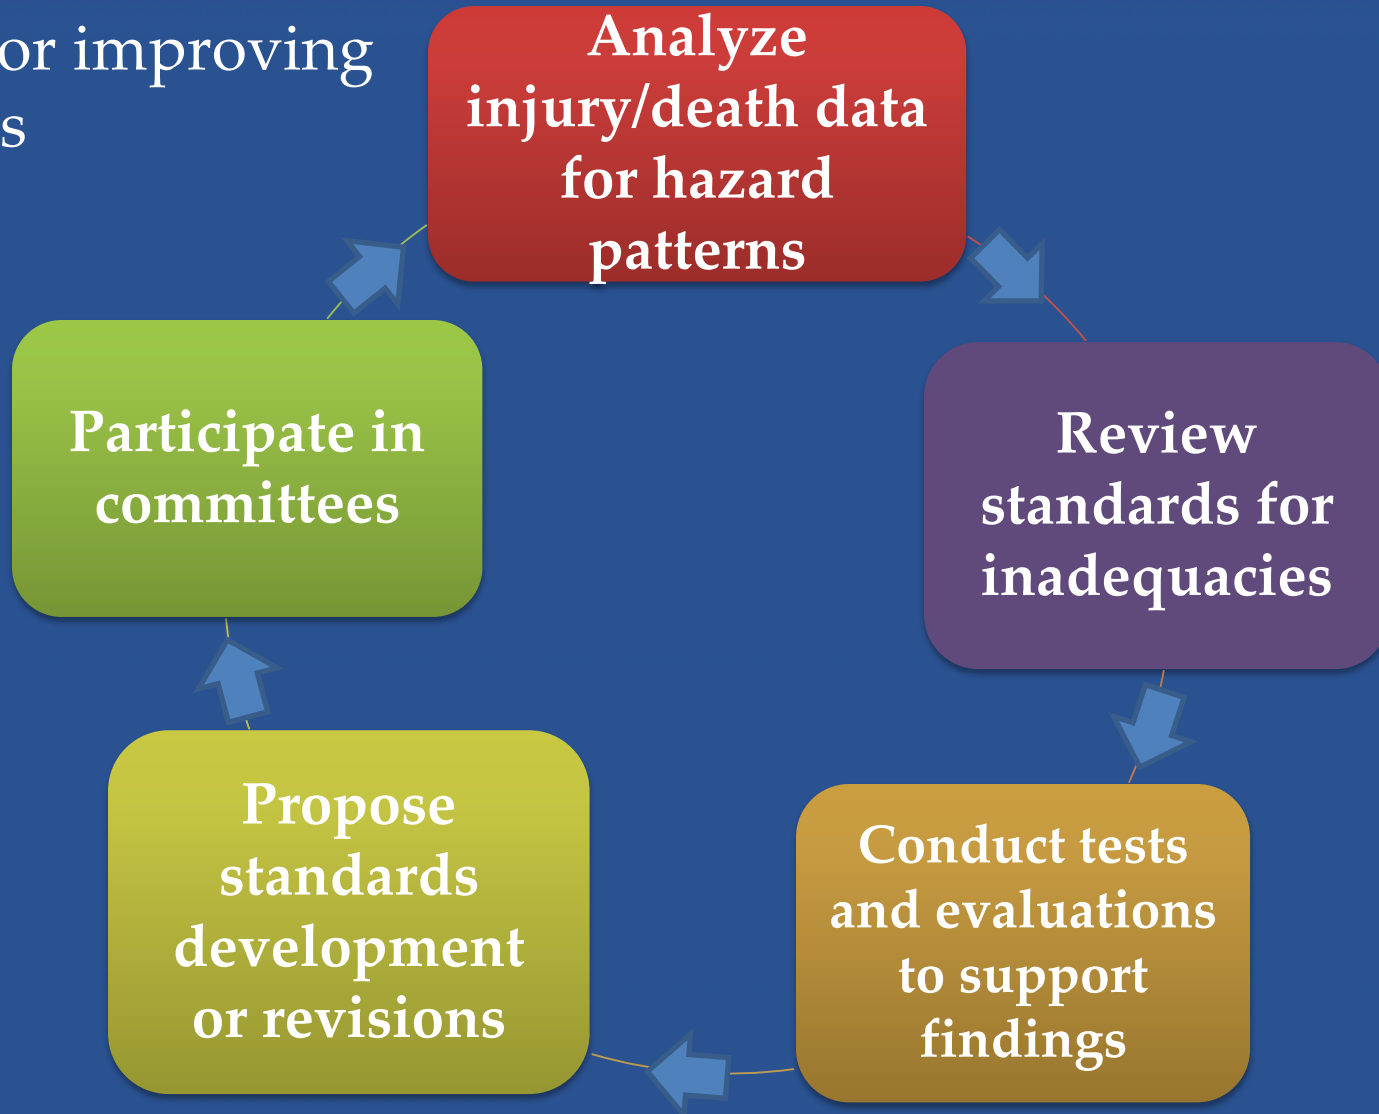 or improving
s
Analyze
injury/death data
for hazard
patterns
Review
standards for
inadequacies
Conduct tests
and evaluations
to support
findings
Propose
standards
development
or revisions
Participate in
committees